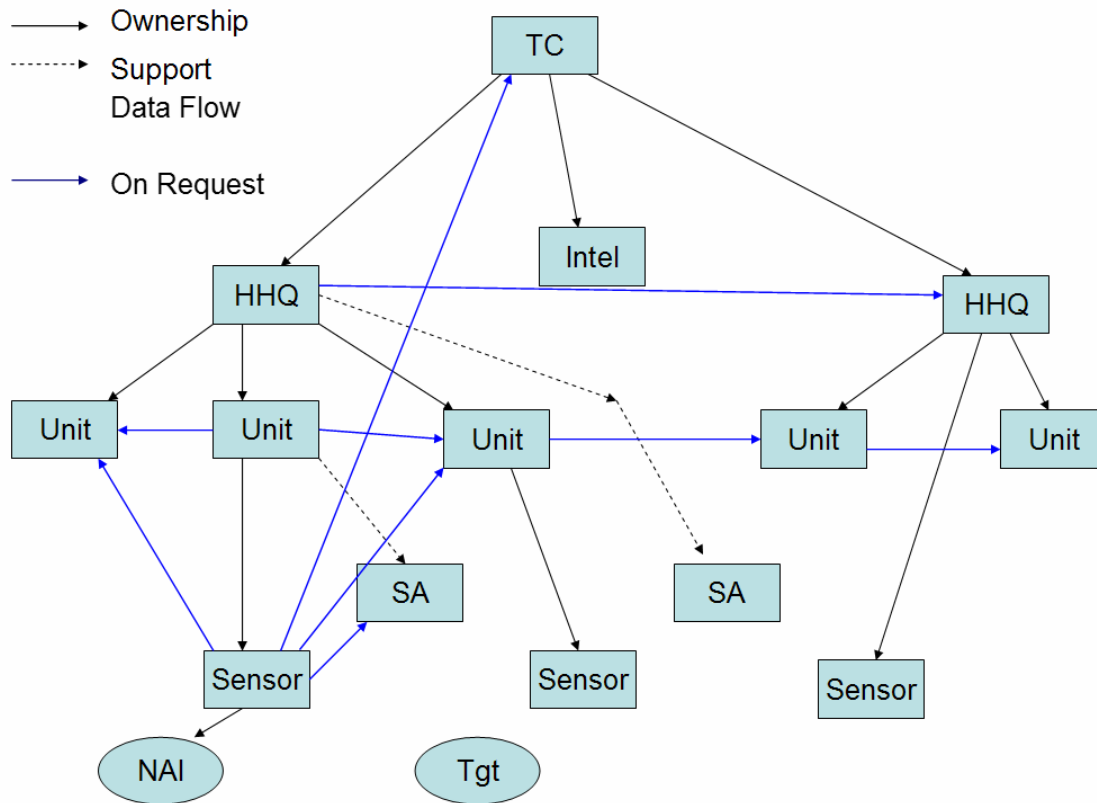 Ownership
Support
Data Flow
On Request
TC
Intel
HHQ
HHQ
Unit
Unit
Unit
Unit
Unit
SA
SA
Sensor
Sensor
Sensor
NAI
Tgt